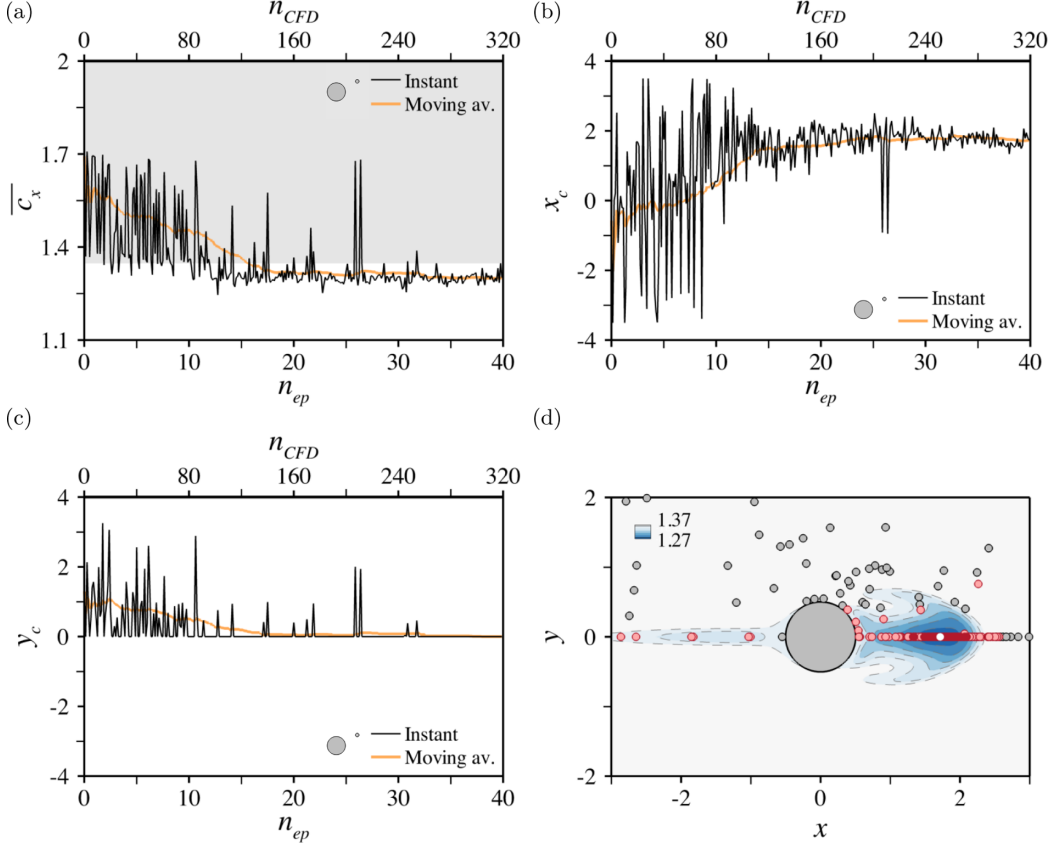 (a)
n_CFD
0 80 160 240 320
2
1.7
1.4
1.1
\overline{c_x}
Instant
Moving av.
0 10 20 30 40
n_ep
(b)
n_CFD
0 80 160 240 320
4
2
0
-2
-4
x_c
Instant
Moving av.
0 10 20 30 40
n_ep
(c)
n_CFD
0 80 160 240 320
4
2
0
-2
-4
y_c
Instant
Moving av.
0 10 20 30 40
n_ep
(d)
2
0
-2
y
1.37
1.27
-2 0 2
x